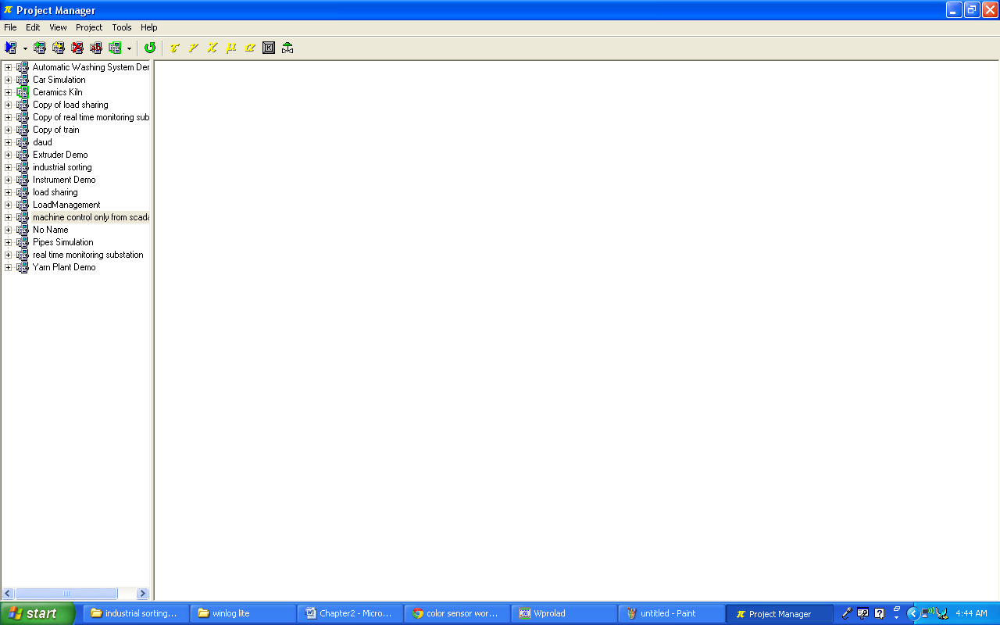 Project Manager
File Edit View Project Tools Help
Automatic Washing System Der
Car Simulation
Ceramics Kiln
Copy of load sharing
Copy of real time monitoring sub
Copy of train
daud
Extruder Demo
industrial sorting
Instrument Demo
load sharing
LoadManagement
machine control only from scada
No Name
Pipes Simulation
real time monitoring substation
Yarn Plant Demo
start industrial sorting... winlog lite Chapter2 - Micro... color sensor wor... Wprolad untitled - Paint π Project Manager 4:44 AM